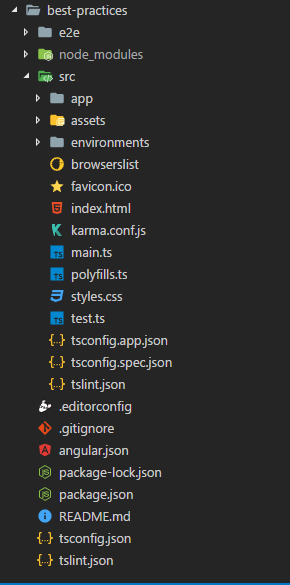 best-practices
e2e
node_modules
src
app
assets
environments
browserslist
favicon.ico
index.html
karma.conf.js
main.ts
polyfills.ts
styles.css
test.ts
tsconfig.app.json
tsconfig.spec.json
tslint.json
.editorconfig
.gitignore
angular.json
package-lock.json
package.json
README.md
tsconfig.json
tslint.json